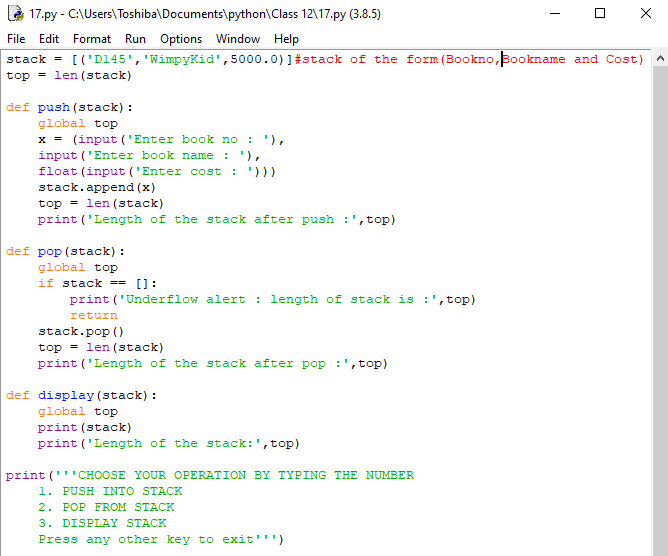 17.py - C:\Users\Toshiba\Documents\python\Class 12\17.py (3.8.5)
File Edit Format Run Options Window Help
stack = [('D145','WimpyKid',5000.0)]#stack of the form(Bookno,Bookname and Cost)
top = len(stack)

def push(stack):
    global top
    x = (input('Enter book no : '),
    input('Enter book name : '),
    float(input('Enter cost : ')))
    stack.append(x)
    top = len(stack)
    print('Length of the stack after push :',top)

def pop(stack):
    global top
    if stack == []:
        print('Underflow alert : length of stack is :',top)
        return
    stack.pop()
    top = len(stack)
    print('Length of the stack after pop :',top)

def display(stack):
    global top
    print(stack)
    print('Length of the stack:',top)

print('''CHOOSE YOUR OPERATION BY TYPING THE NUMBER
    1. PUSH INTO STACK
    2. POP FROM STACK
    3. DISPLAY STACK
    Press any other key to exit''')